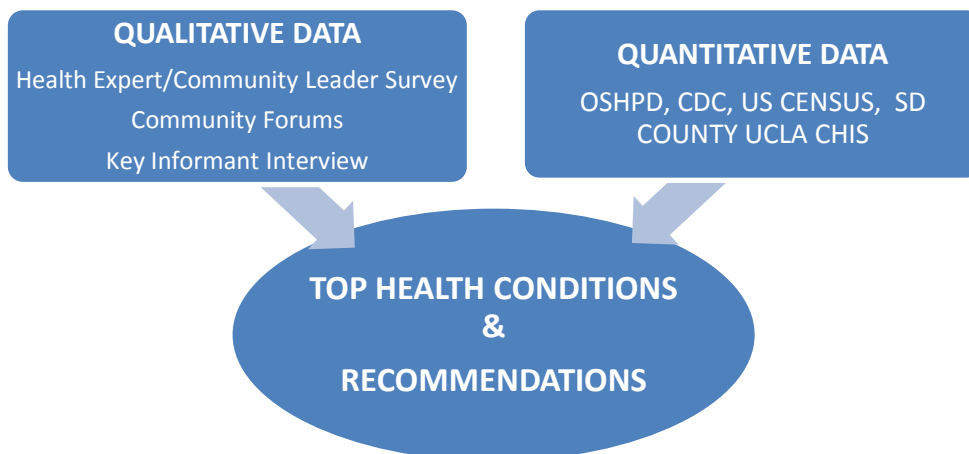 QUALITATIVE DATA
Health Expert/Community Leader Survey
Community Forums
Key Informant Interview
QUANTITATIVE DATA
OSHPD, CDC, US CENSUS, SD
COUNTY UCLA CHIS
TOP HEALTH CONDITIONS
&
RECOMMENDATIONS